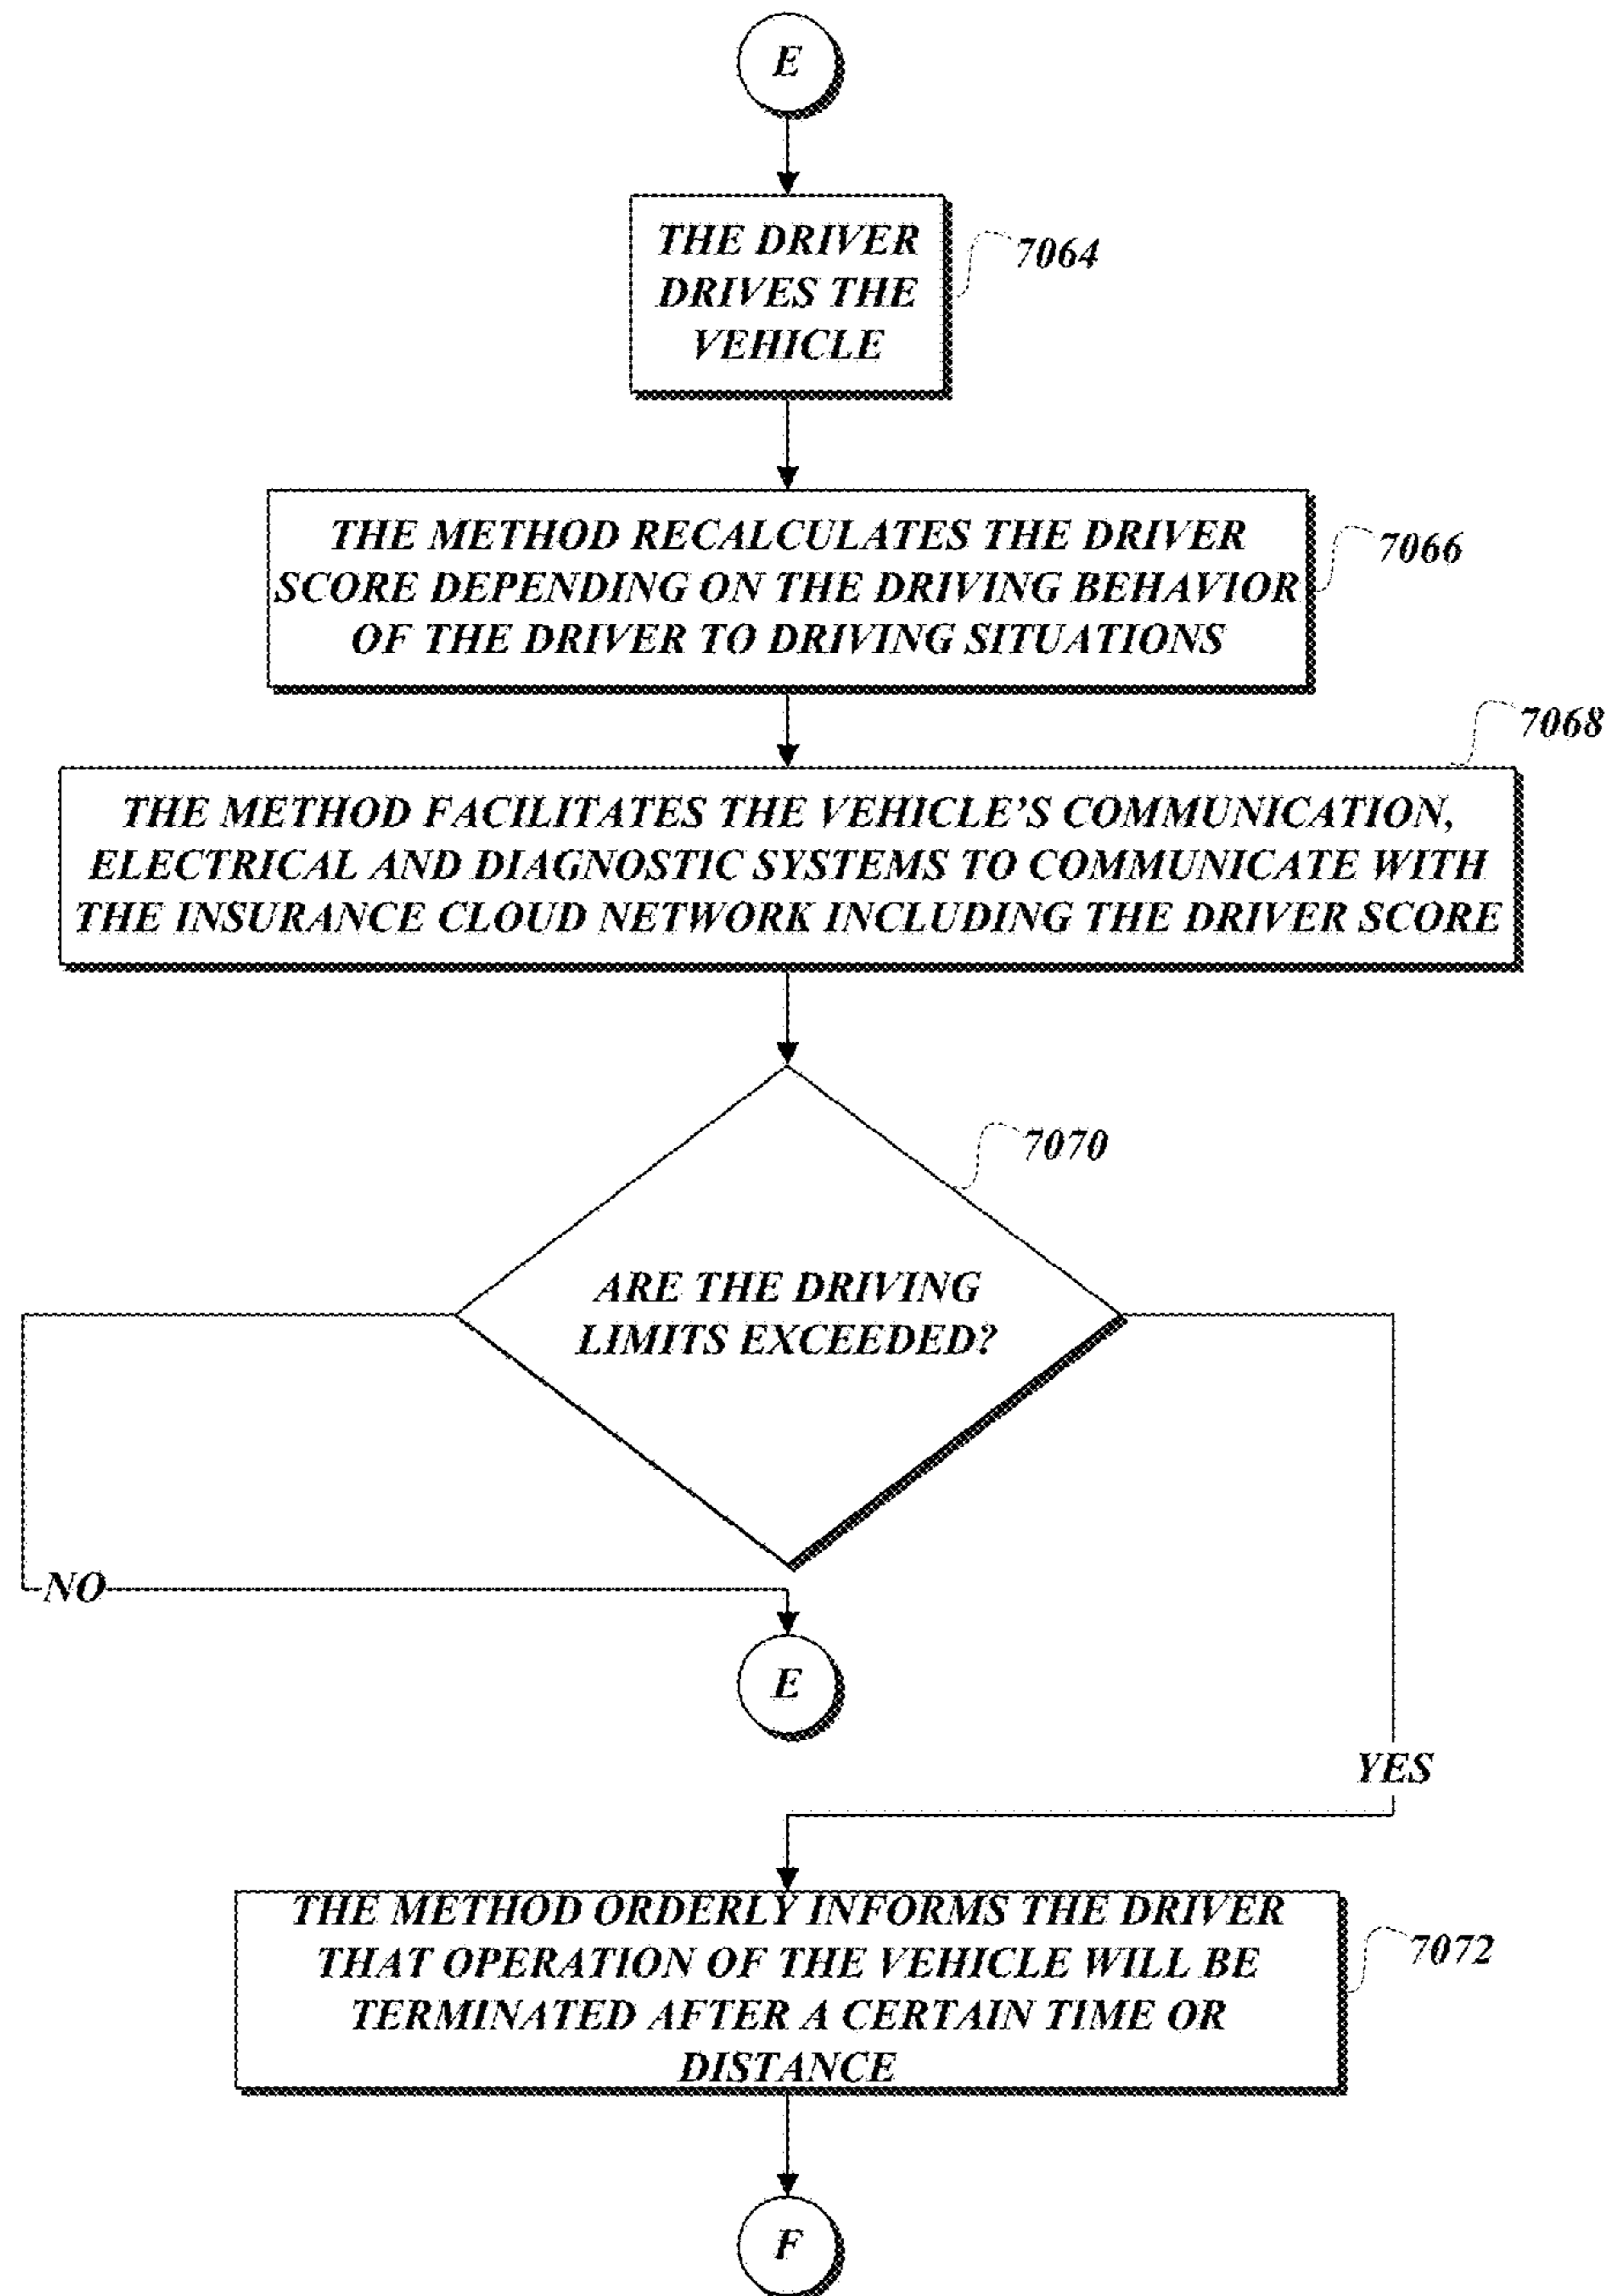 E
THE DRIVER
DRIVES THE
VEHICLE
7064
THE METHOD RECALCULATES THE DRIVER
SCORE DEPENDING ON THE DRIVING BEHAVIOR
OF THE DRIVER TO DRIVING SITUATIONS
7066
7068
THE METHOD FACILITATES THE VEHICLE'S COMMUNICATION,
ELECTRICAL AND DIAGNOSTIC SYSTEMS TO COMMUNICATE WITH
THE INSURANCE CLOUD NETWORK INCLUDING THE DRIVER SCORE
7070
ARE THE DRIVING
LIMITS EXCEEDED?
NO
E
YES
THE METHOD ORDERLY INFORMS THE DRIVER
THAT OPERATION OF THE VEHICLE WILL BE
TERMINATED AFTER A CERTAIN TIME OR
DISTANCE
7072
F